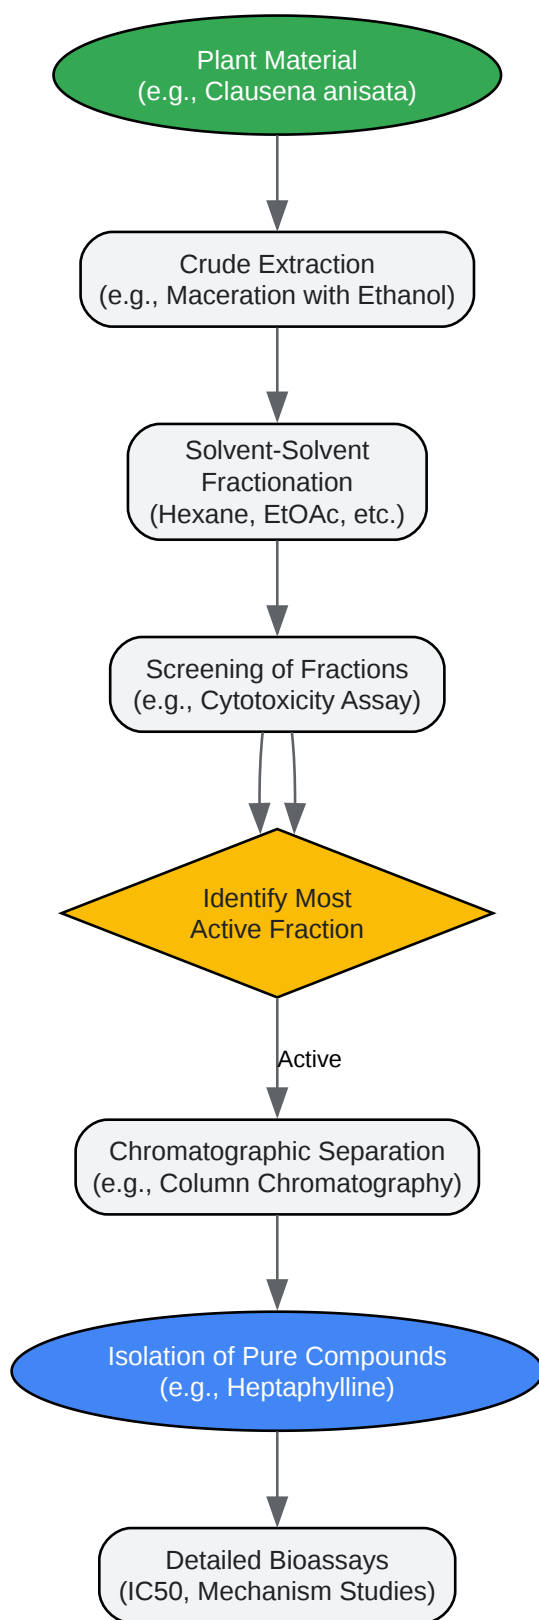 Plant Material
(e.g., Clausena anisata)
Crude Extraction
(e.g., Maceration with Ethanol)
Solvent-Solvent
Fractionation
(Hexane, EtOAc, etc.)
Screening of Fractions
(e.g., Cytotoxicity Assay)
Identify Most
Active Fraction
Active
Chromatographic Separation
(e.g., Column Chromatography)
Isolation of Pure Compounds
(e.g., Heptaphylline)
Detailed Bioassays
(IC50, Mechanism Studies)